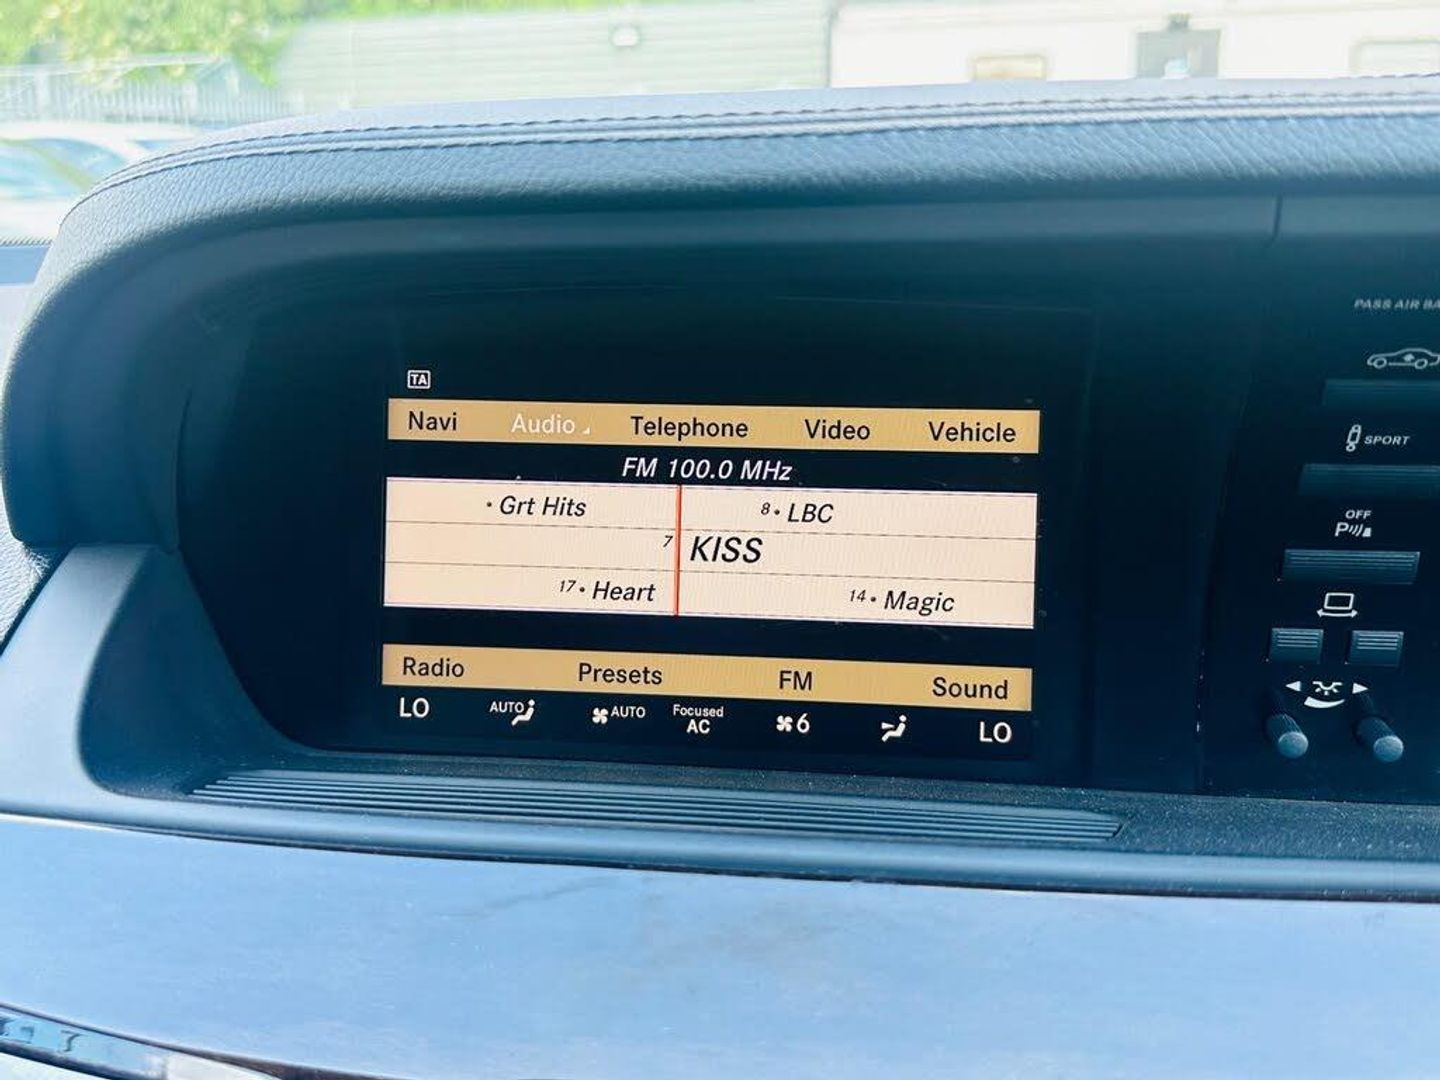 PASS AIR BA
TA
Navi Audio Telephone Video Vehicle
SPORT
FM 100.0 MHz
• Grt Hits 8• LBC
OFF
P
7 KISS
17• Heart 14• Magic
Radio Presets FM Sound
LO AUTO AUTO Focused AC 6 LO